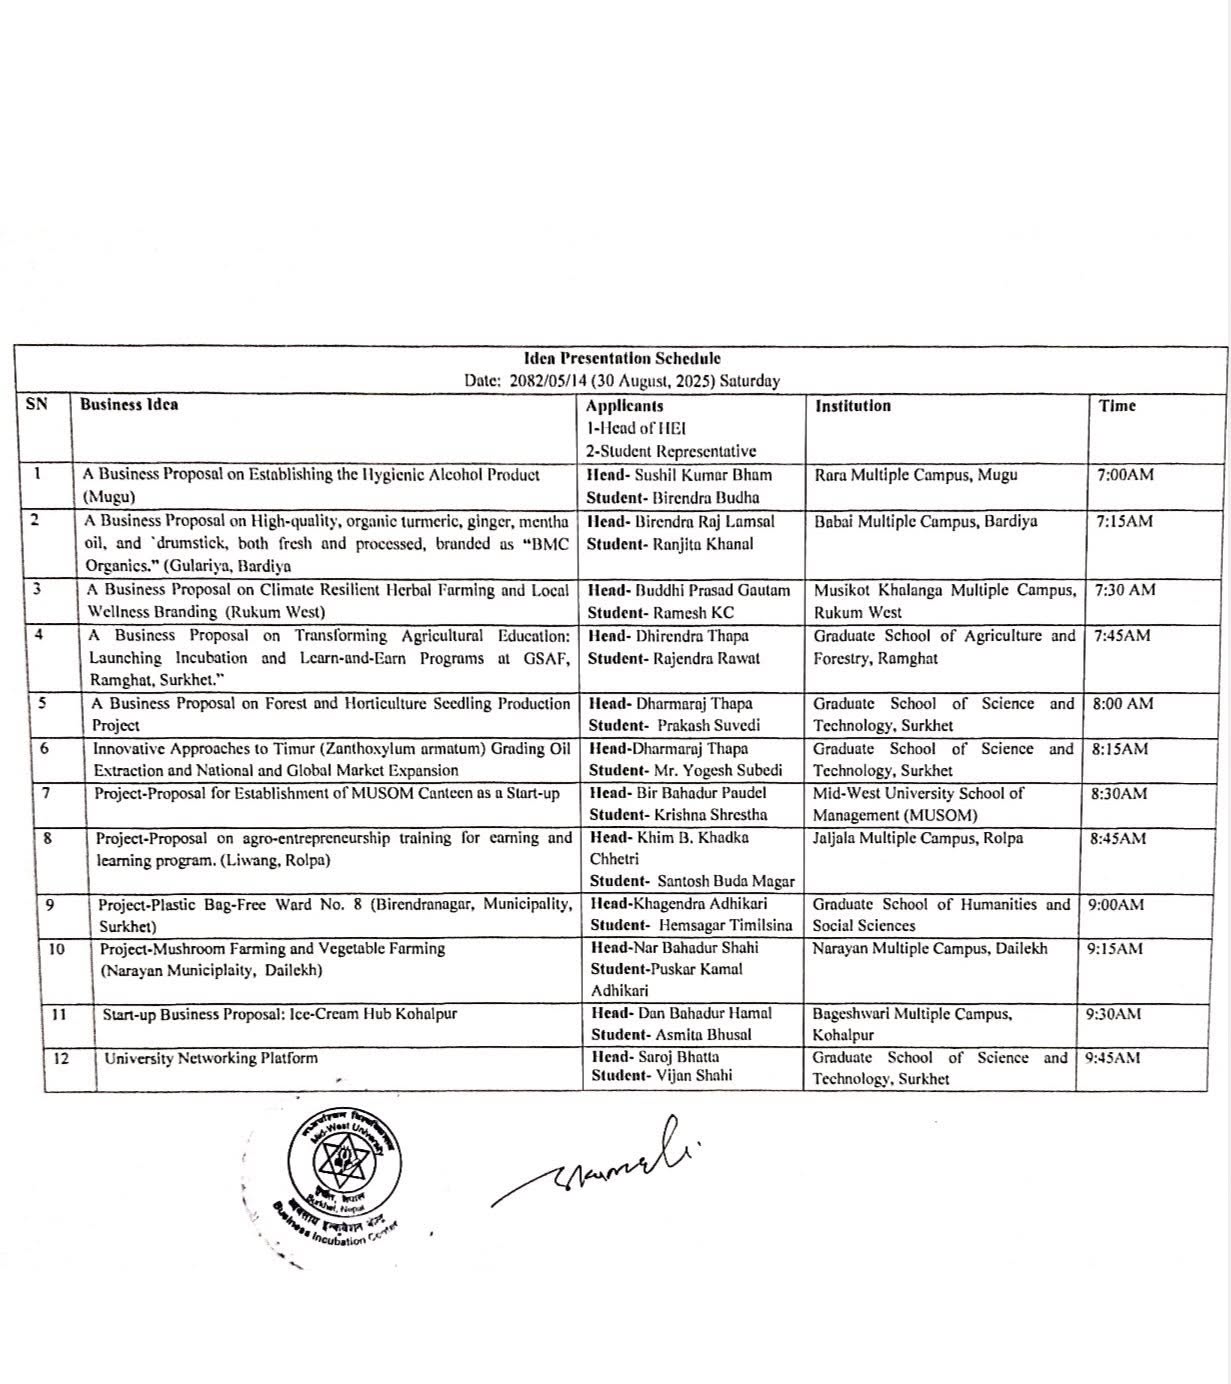 Idea Presentation Schedule
Date: 2082/05/14 (30 August, 2025) Saturday
SN Business Idea Applicants Institution Time
1-Head of HEI
2-Student Representative
1 A Business Proposal on Establishing the Hygienic Alcohol Product Head- Sushil Kumar Bham Rara Multiple Campus, Mugu 7:00AM
(Mugu) Student- Birendra Budha
2 A Business Proposal on High-quality, organic turmeric, ginger, mentha Head- Birendra Raj Lamsal Babai Multiple Campus, Bardiya 7:15AM
oil, and `drumstick, both fresh and processed, branded as “BMC Student- Ranjita Khanal
Organics.” (Gulariya, Bardiya
3 A Business Proposal on Climate Resilient Herbal Farming and Local Head- Buddhi Prasad Gautam Musikot Khalanga Multiple Campus, 7:30 AM
Wellness Branding (Rukum West) Student- Ramesh KC Rukum West
4 A Business Proposal on Transforming Agricultural Education: Head- Dhirendra Thapa Graduate School of Agriculture and 7:45AM
Launching Incubation and Learn-and-Earn Programs at GSAF, Student- Rajendra Rawat Forestry, Ramghat
Ramghat, Surkhet.”
5 A Business Proposal on Forest and Horticulture Seedling Production Head- Dharmaraj Thapa Graduate School of Science and 8:00 AM
Project Student- Prakash Suvedi Technology, Surkhet
6 Innovative Approaches to Timur (Zanthoxylum armatum) Grading Oil Head-Dharmaraj Thapa Graduate School of Science and 8:15AM
Extraction and National and Global Market Expansion Student- Mr. Yogesh Subedi Technology, Surkhet
7 Project-Proposal for Establishment of MUSOM Canteen as a Start-up Head- Bir Bahadur Paudel Mid-West University School of 8:30AM
Student- Krishna Shrestha Management (MUSOM)
8 Project-Proposal on agro-entrepreneurship training for earning and Head- Khim B. Khadka Jaljala Multiple Campus, Rolpa 8:45AM
learning program. (Liwang, Rolpa) Chhetri
Student- Santosh Buda Magar
9 Project-Plastic Bag-Free Ward No. 8 (Birendranagar, Municipality, Head-Khagendra Adhikari Graduate School of Humanities and 9:00AM
Surkhet) Student- Hemsagar Timilsina Social Sciences
10 Project-Mushroom Farming and Vegetable Farming Head-Nar Bahadur Shahi Narayan Multiple Campus, Dailekh 9:15AM
(Narayan Municiplaity, Dailekh) Student-Puskar Kamal
Adhikari
11 Start-up Business Proposal: Ice-Cream Hub Kohalpur Head- Dan Bahadur Hamal Bageshwari Multiple Campus, 9:30AM
Student- Asmita Bhusal Kohalpur
12 University Networking Platform Head- Saroj Bhatta Graduate School of Science and 9:45AM
Student- Vijan Shahi Technology, Surkhet
Mid-West University
सुर्खेत, नेपाल
Surkhet, Nepal
व्यवसाय इन्कुबेशन केन्द्र
Business Incubation Center